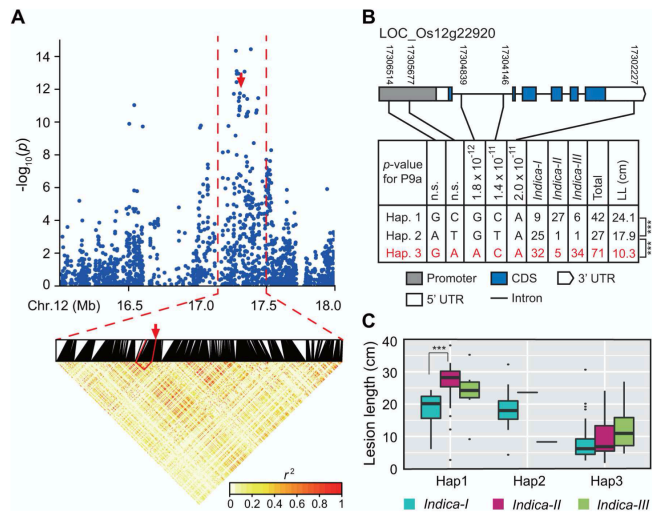 A
-log10(p)
14
12
10
8
6
4
2
0
Chr.12 (Mb) 16.5 17.0 17.5 18.0
r2
0 0.2 0.4 0.6 0.8 1
B
LOC_Os12g22920
17306514 17305677 17304839 17304146 17302227
p-value for P9a n.s. n.s. 1.8 x 10-12 1.4 x 10-11 2.0 x 10-11 Indica-I Indica-II Indica-III Total LL (cm)
Hap. 1 G C G C A 9 27 6 42 24.1
Hap. 2 A T G T A 25 1 1 27 17.9
Hap. 3 G A A C A 32 5 34 71 10.3
*** ***
Promoter CDS 3' UTR
5' UTR Intron
C
Lesion length (cm)
40
30
20
10
0
***
Hap1 Hap2 Hap3
Indica-I Indica-II Indica-III